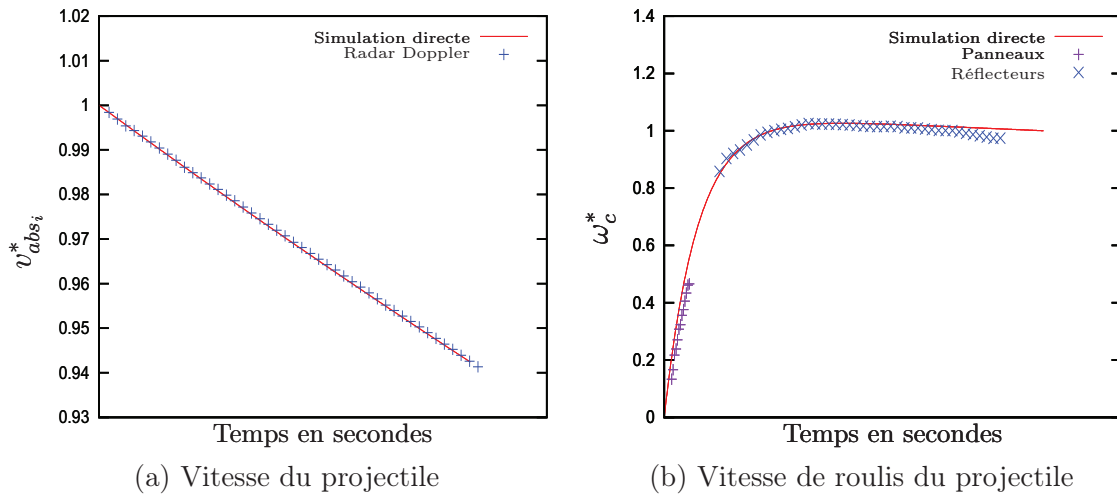 1.02
1.01
1
0.99
0.98
0.97
0.96
0.95
0.94
0.93
v*absi
Simulation directe
Radar Doppler
Temps en secondes
(a) Vitesse du projectile
1.4
1.2
1
0.8
0.6
0.4
0.2
0
ω*c
Simulation directe
Panneaux
Réflecteurs
Temps en secondes
(b) Vitesse de roulis du projectile